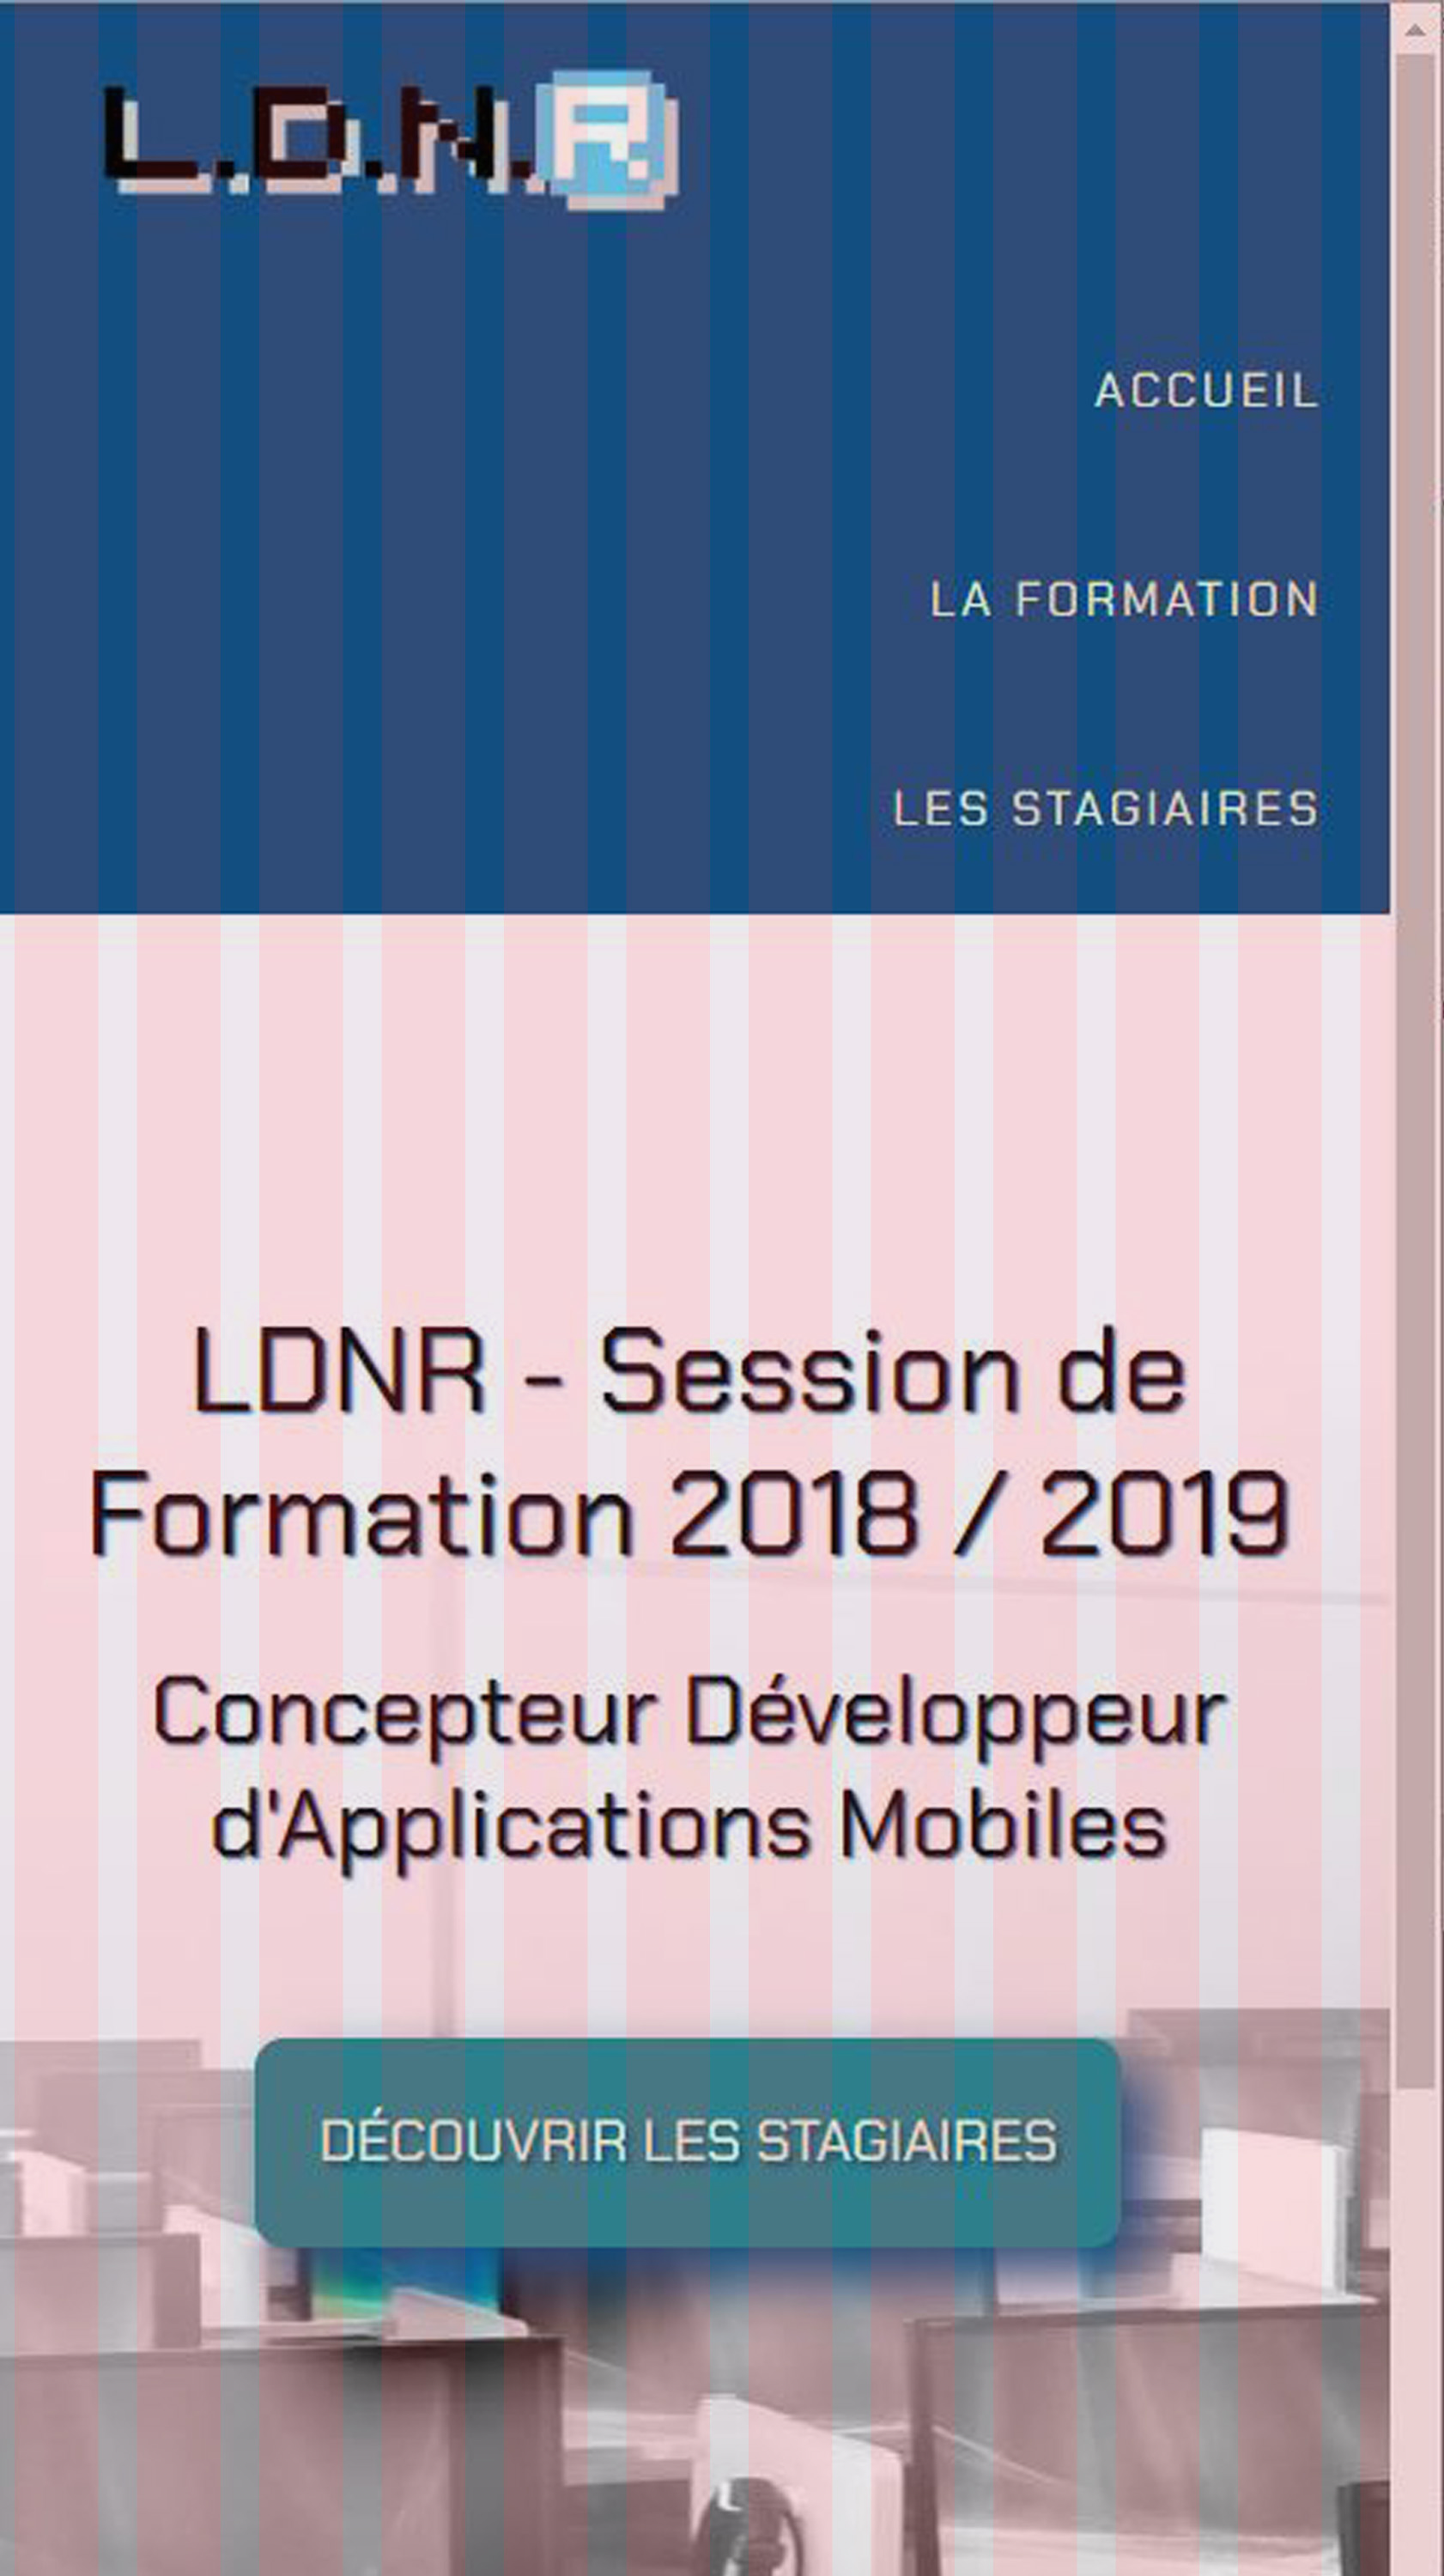 L.D.N.R
ACCUEIL
LA FORMATION
LES STAGIAIRES
LDNR - Session de
Formation 2018 / 2019
Concepteur Développeur
d'Applications Mobiles
DÉCOUVRIR LES STAGIAIRES